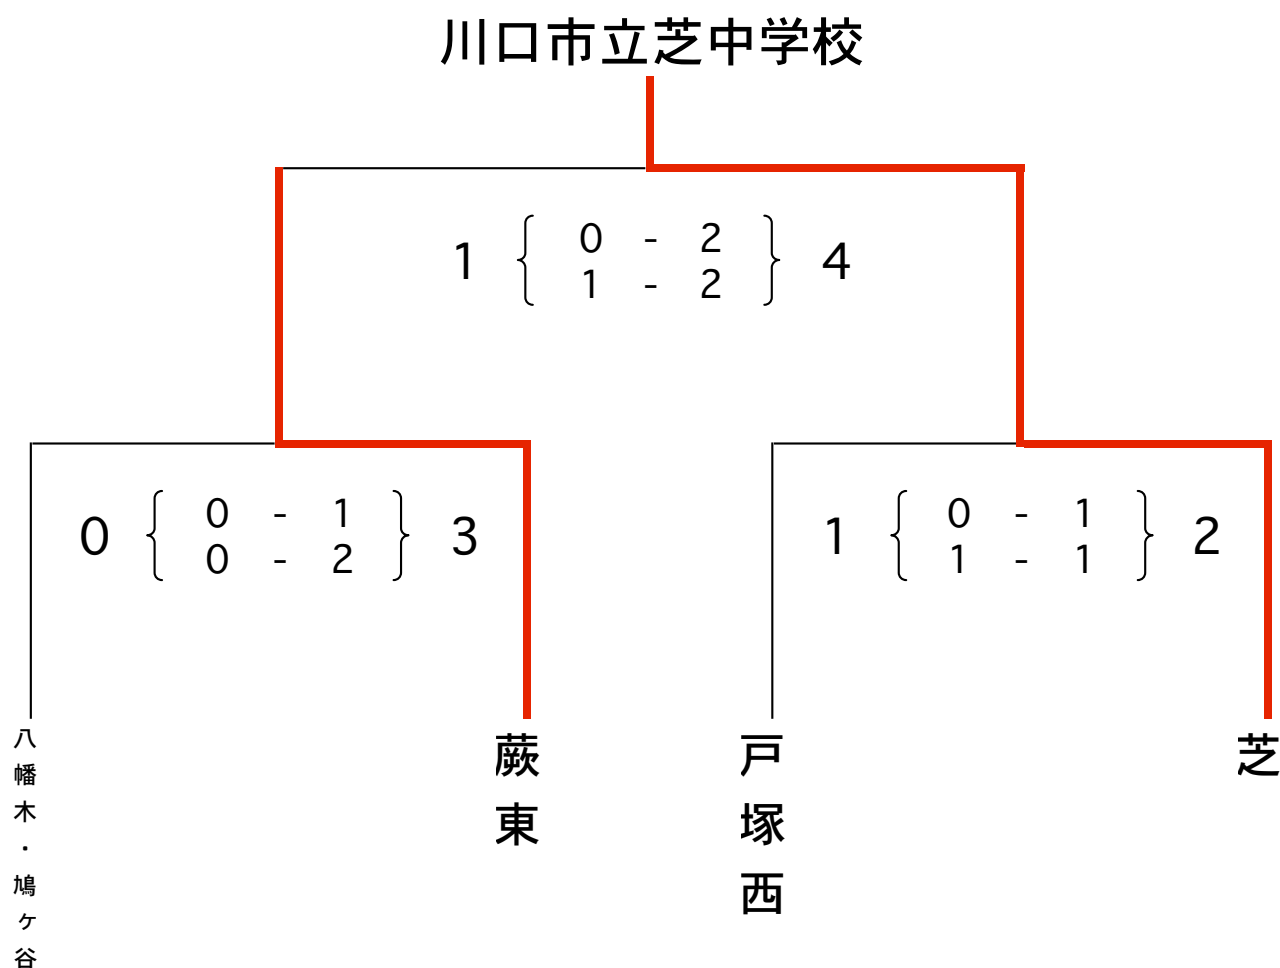 川口市立芝中学校
1 { 0 - 2 } 4
1 - 2
0 { 0 - 1 } 3
0 - 2
1 { 0 - 1 } 2
1 - 1
八幡木・鳩ヶ谷
蕨東
戸塚西
芝